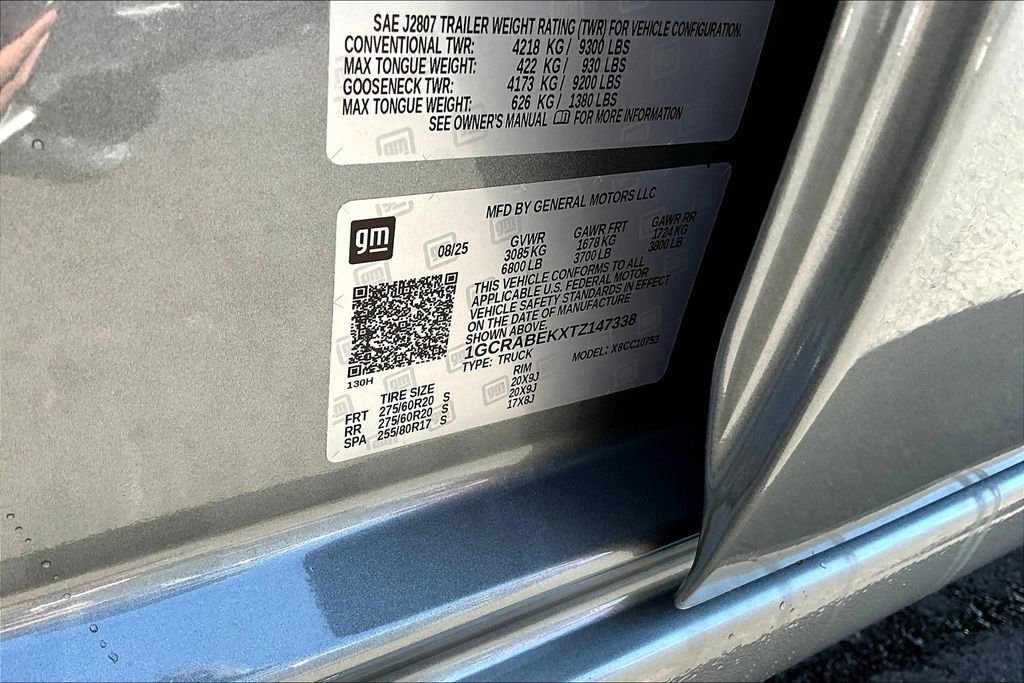 SAE J2807 TRAILER WEIGHT RATING (TWR) FOR VEHICLE CONFIGURATION.
CONVENTIONAL TWR: 4218 KG / 9300 LBS
MAX TONGUE WEIGHT: 422 KG / 930 LBS
GOOSENECK TWR: 4173 KG / 9200 LBS
MAX TONGUE WEIGHT: 626 KG / 1380 LBS
SEE OWNER'S MANUAL FOR MORE INFORMATION
MFD BY GENERAL MOTORS LLC
gm
08/25 GVWR GAWR FRT GAWR RR
3085 KG 1678 KG 1724 KG
6800 LB 3700 LB 3800 LB
THIS VEHICLE CONFORMS TO ALL
APPLICABLE U.S. FEDERAL MOTOR
VEHICLE SAFETY STANDARDS IN EFFECT
ON THE DATE OF MANUFACTURE
SHOWN ABOVE.
1GCRABEKXTZ147338
TYPE: TRUCK MODEL: X8CC10753
130H
TIRE SIZE RIM
FRT 275/60R20 S 20X9J
RR 275/60R20 S 20X9J
SPA 255/80R17 S 17X8J